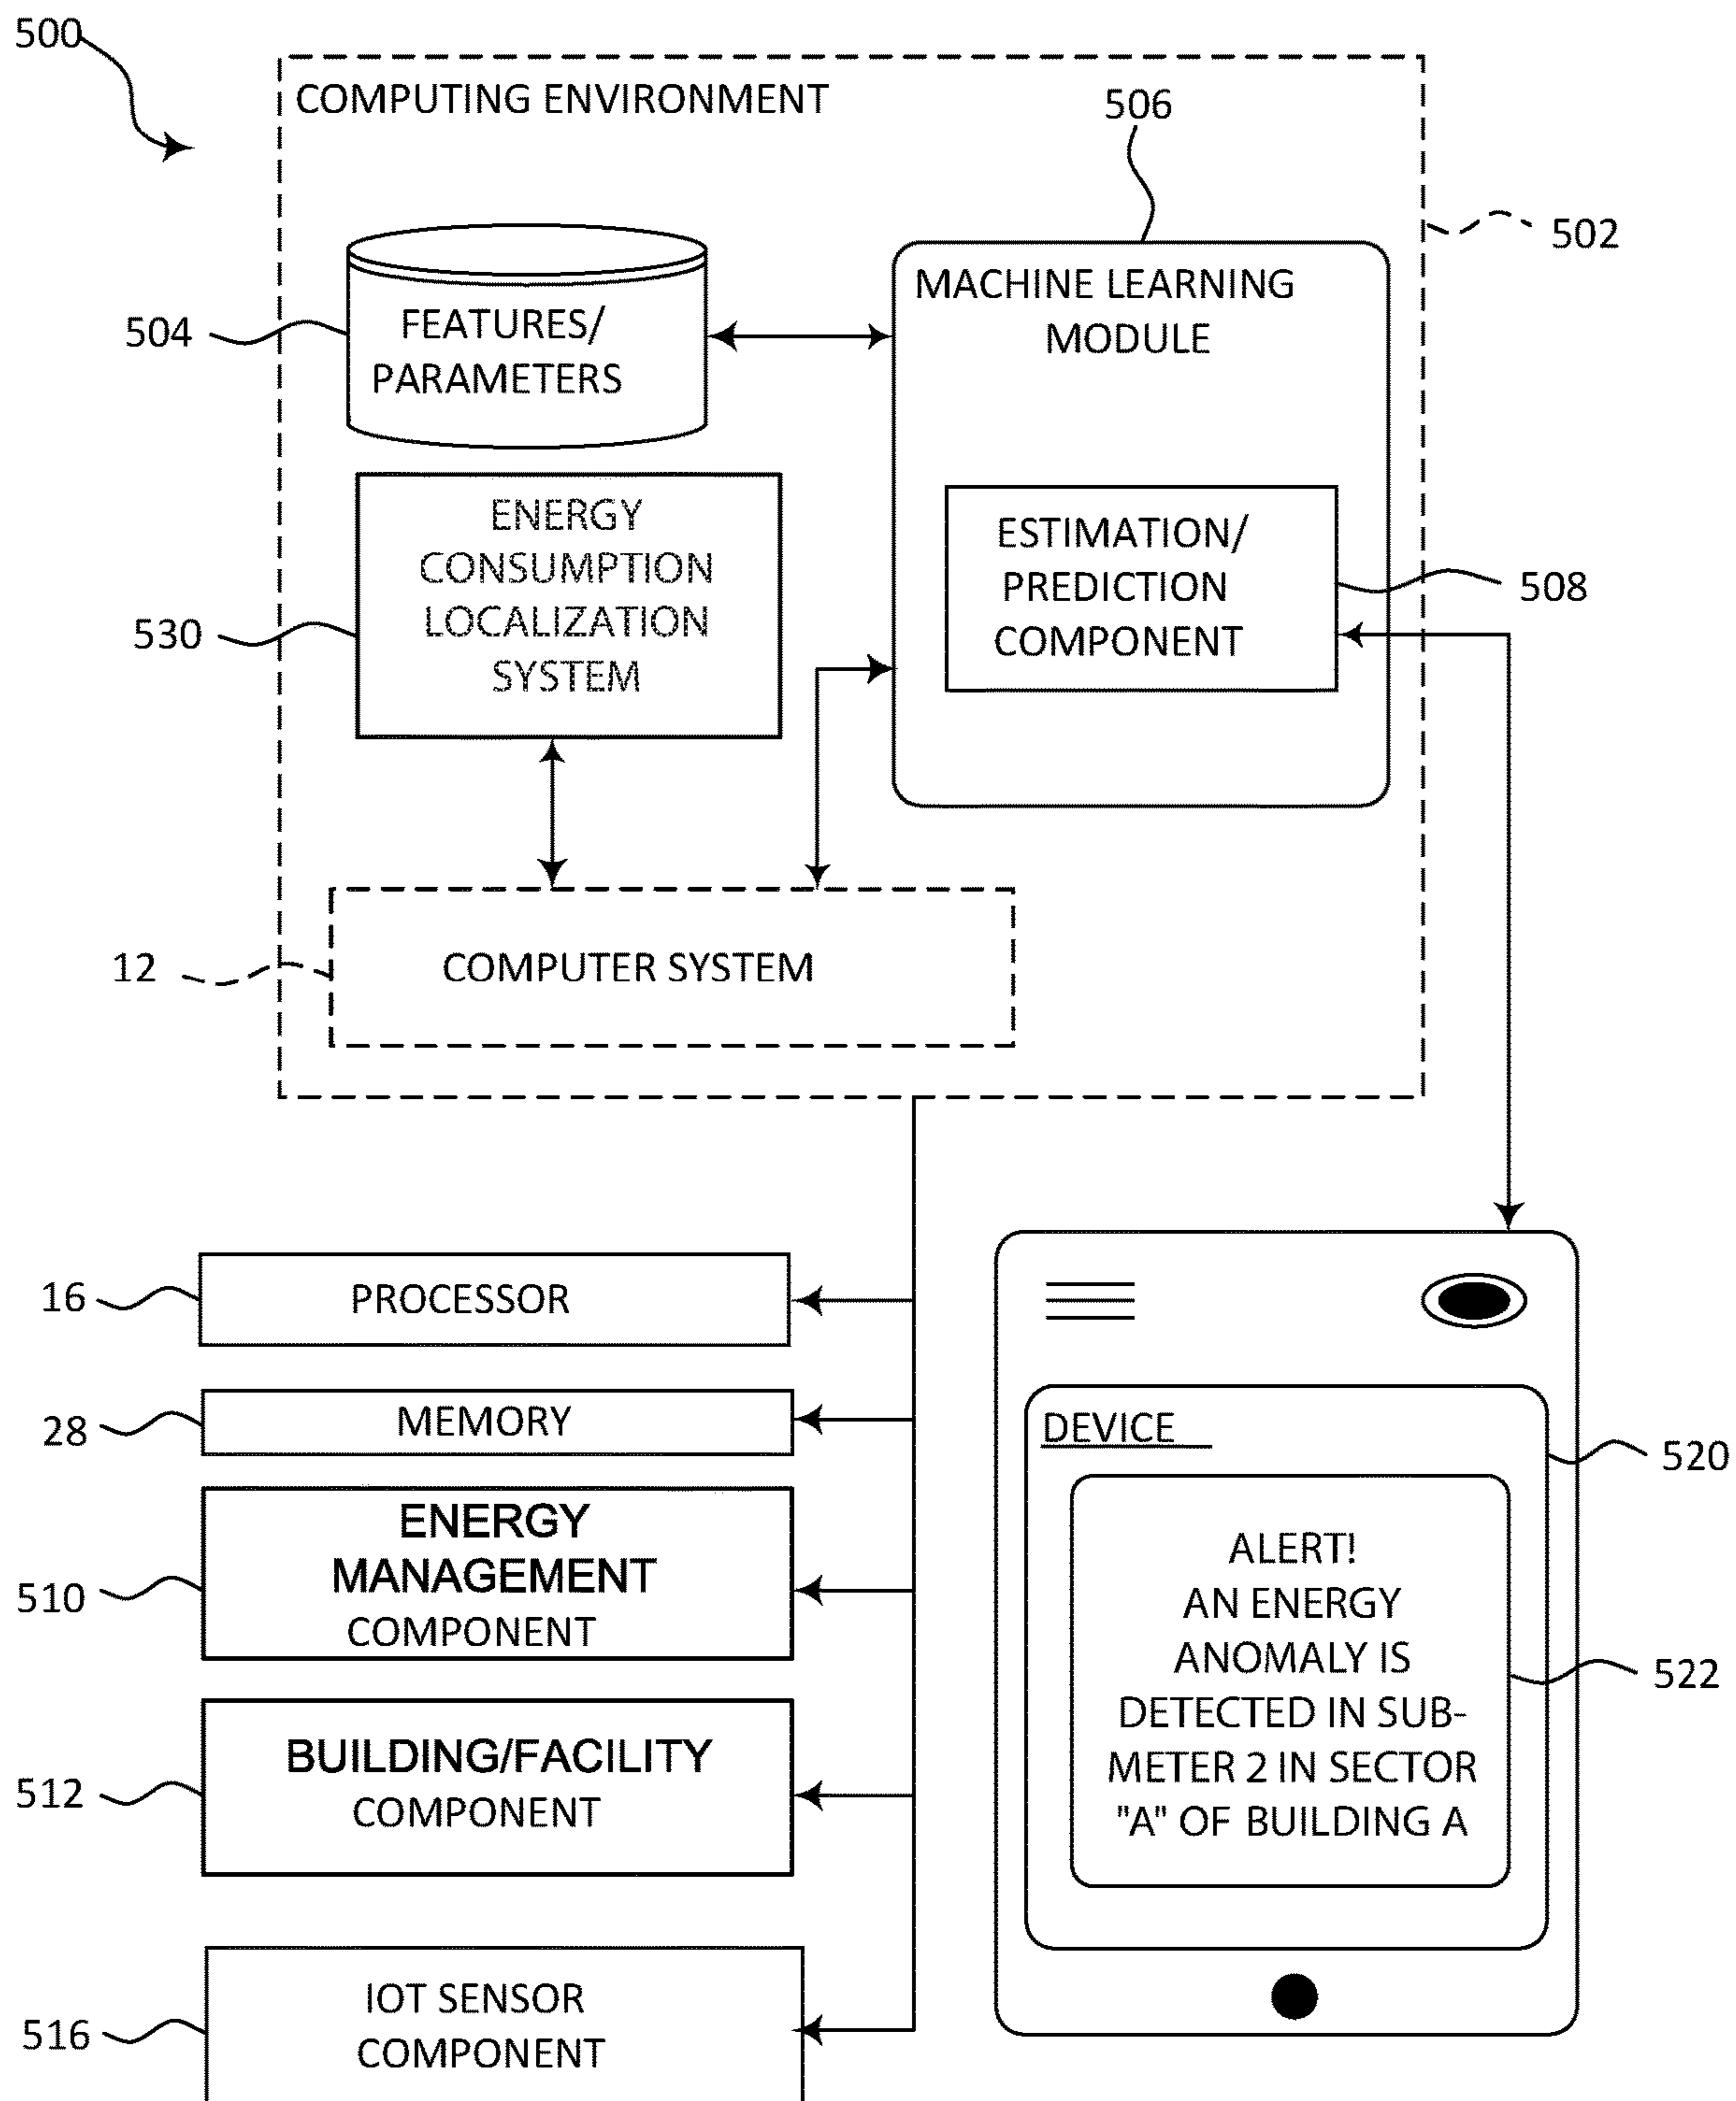 500
COMPUTING ENVIRONMENT
506
502
504
FEATURES/
PARAMETERS
MACHINE LEARNING
MODULE
530
ENERGY
CONSUMPTION
LOCALIZATION
SYSTEM
ESTIMATION/
PREDICTION
COMPONENT
508
12
COMPUTER SYSTEM
16
PROCESSOR
28
MEMORY
510
ENERGY
MANAGEMENT
COMPONENT
512
BUILDING/FACILITY
COMPONENT
516
IOT SENSOR
COMPONENT
DEVICE
520
ALERT!
AN ENERGY
ANOMALY IS
DETECTED IN SUB-
METER 2 IN SECTOR
"A" OF BUILDING A
522